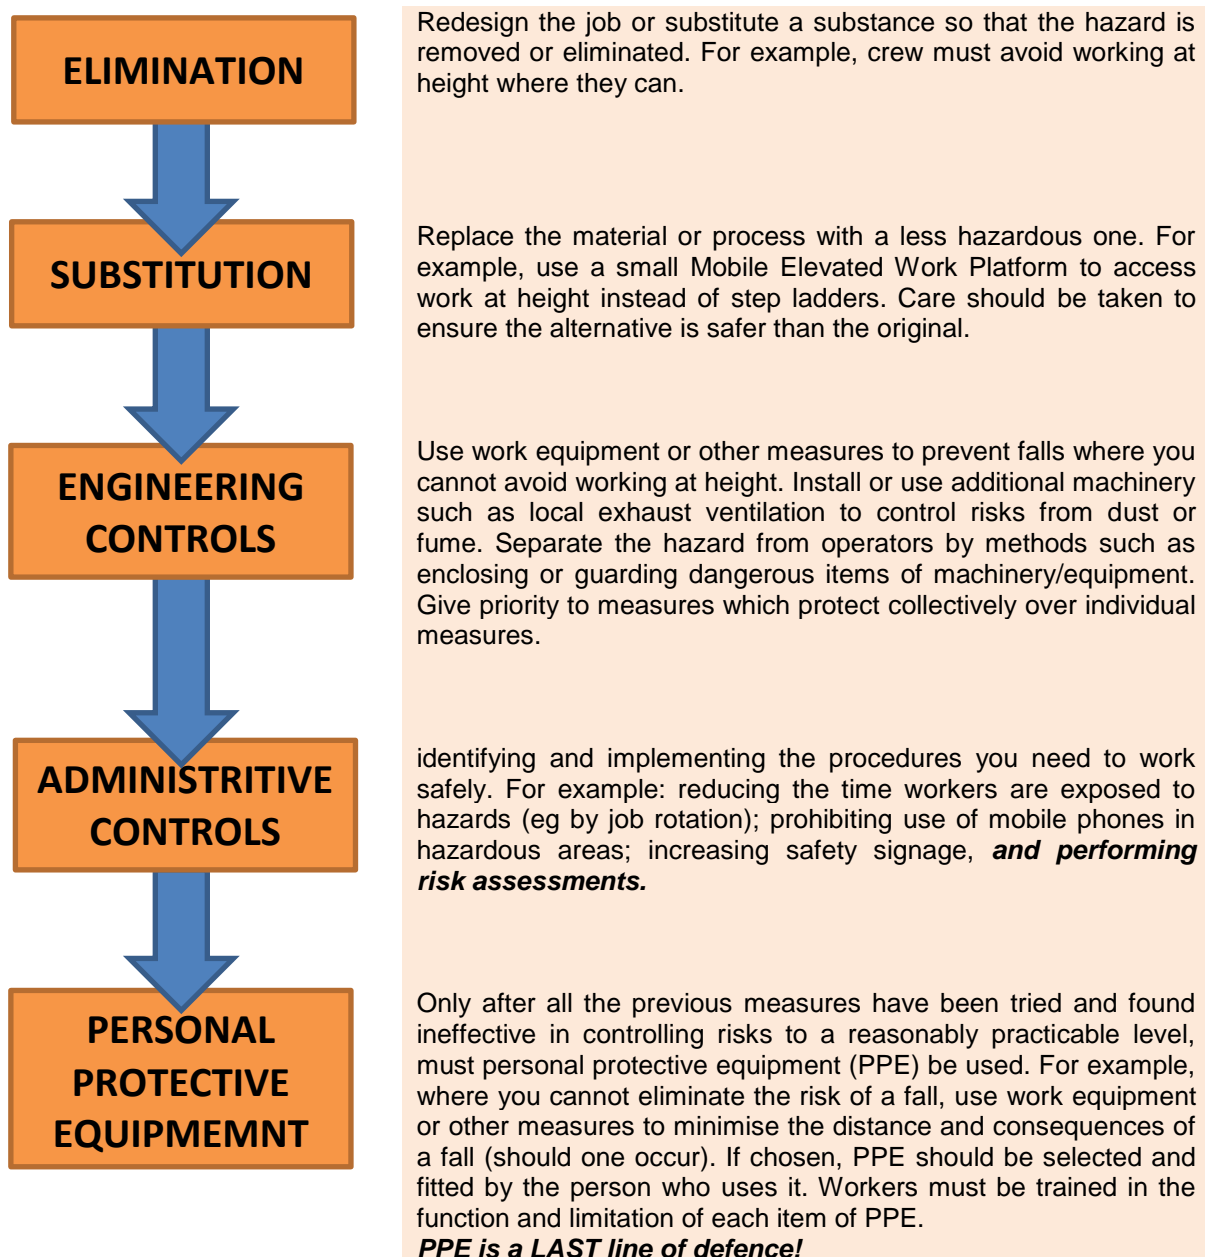 ELIMINATION
Redesign the job or substitute a substance so that the hazard is
removed or eliminated. For example, crew must avoid working at
height where they can.
SUBSTITUTION
Replace the material or process with a less hazardous one. For
example, use a small Mobile Elevated Work Platform to access
work at height instead of step ladders. Care should be taken to
ensure the alternative is safer than the original.
ENGINEERING
CONTROLS
Use work equipment or other measures to prevent falls where you
cannot avoid working at height. Install or use additional machinery
such as local exhaust ventilation to control risks from dust or
fume. Separate the hazard from operators by methods such as
enclosing or guarding dangerous items of machinery/equipment.
Give priority to measures which protect collectively over individual
measures.
ADMINISTRITIVE
CONTROLS
identifying and implementing the procedures you need to work
safely. For example: reducing the time workers are exposed to
hazards (eg by job rotation); prohibiting use of mobile phones in
hazardous areas; increasing safety signage, and performing
risk assessments.
PERSONAL
PROTECTIVE
EQUIPMEMNT
Only after all the previous measures have been tried and found
ineffective in controlling risks to a reasonably practicable level,
must personal protective equipment (PPE) be used. For example,
where you cannot eliminate the risk of a fall, use work equipment
or other measures to minimise the distance and consequences of
a fall (should one occur). If chosen, PPE should be selected and
fitted by the person who uses it. Workers must be trained in the
function and limitation of each item of PPE.
PPE is a LAST line of defence!